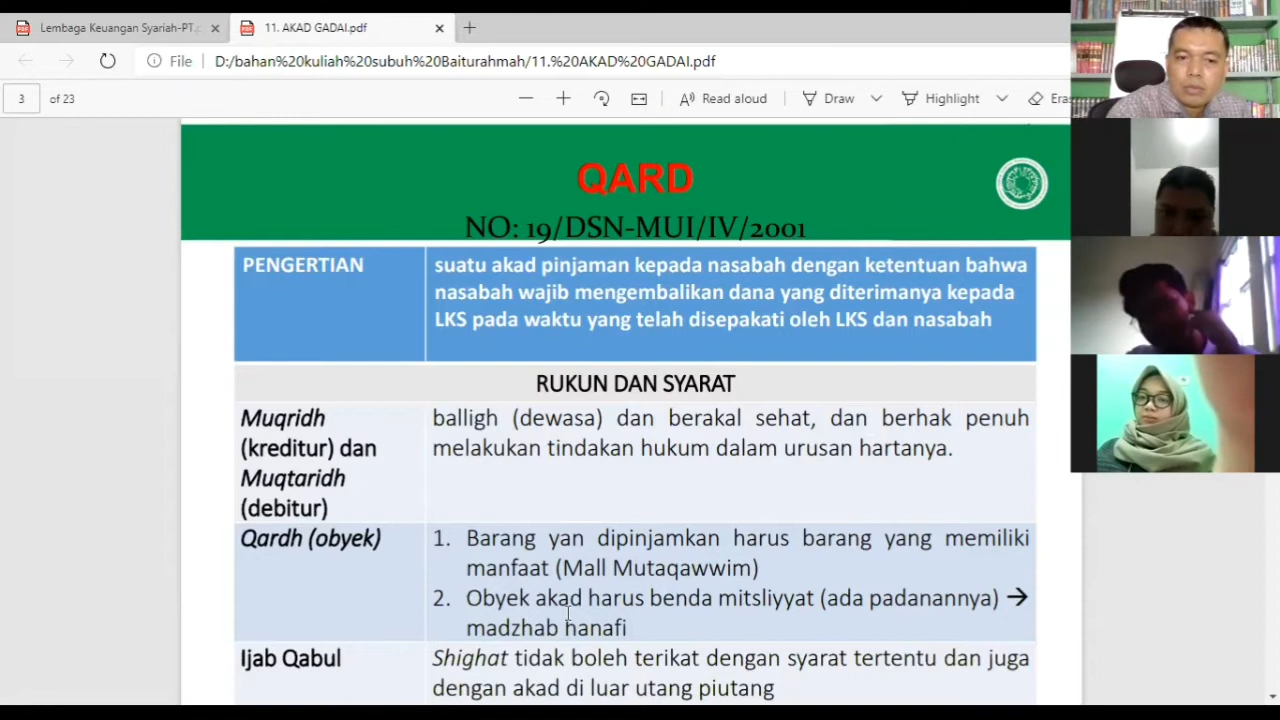 Lembaga Keuangan Syariah-PT.
11. AKAD GADAI.pdf
File
D:/bahan%20kuliah%20subuh%20Baiturahmah/11.%20AKAD%20GADAI.pdf
3
of 23
Read aloud
Draw
Highlight
Eras
QARD
NO: 19/DSN-MUI/IV/2001
PENGERTIAN
suatu akad pinjaman kepada nasabah dengan ketentuan bahwa
nasabah wajib mengembalikan dana yang diterimanya kepada
LKS pada waktu yang telah disepakati oleh LKS dan nasabah
RUKUN DAN SYARAT
Muqridh
(kreditur) dan
Muqtaridh
(debitur)
balligh (dewasa) dan berakal sehat, dan berhak penuh
melakukan tindakan hukum dalam urusan hartanya.
Qardh (obyek)
1. Barang yan dipinjamkan harus barang yang memiliki
manfaat (Mall Mutaqawwim)
2. Obyek akad harus benda mitsliyyat (ada padanannya) →
madzhab hanafi
Ijab Qabul
Shighat tidak boleh terikat dengan syarat tertentu dan juga
dengan akad di luar utang piutang